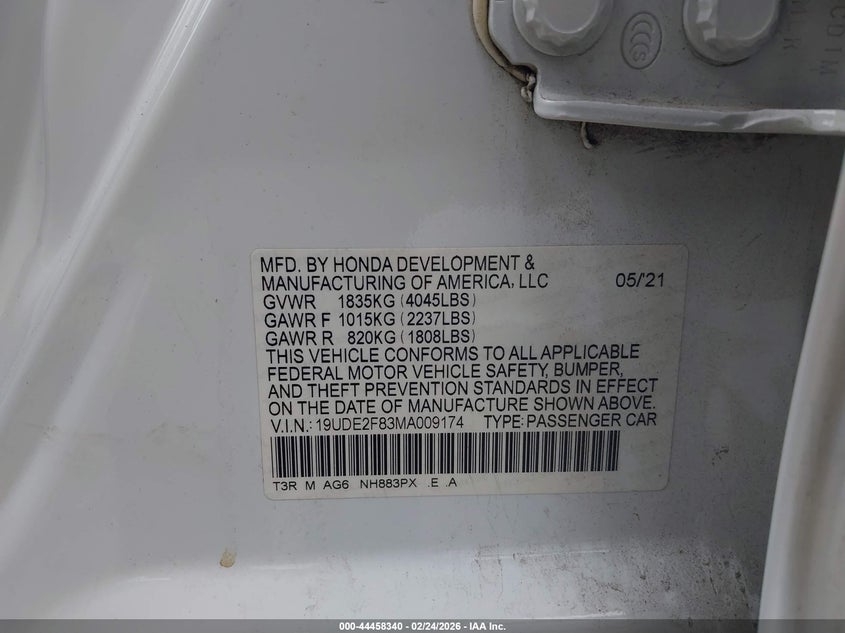 MFD. BY HONDA DEVELOPMENT &
MANUFACTURING OF AMERICA, LLC 05/'21
GVWR 1835KG (4045LBS)
GAWR F 1015KG (2237LBS)
GAWR R 820KG (1808LBS)
THIS VEHICLE CONFORMS TO ALL APPLICABLE
FEDERAL MOTOR VEHICLE SAFETY, BUMPER,
AND THEFT PREVENTION STANDARDS IN EFFECT
ON THE DATE OF MANUFACTURE SHOWN ABOVE.
V.I.N.: 19UDE2F83MA009174 TYPE:PASSENGER CAR
T3R M AG6 NH883PX .E .A
000-44458340 - 02/24/2026 - IAA Inc.